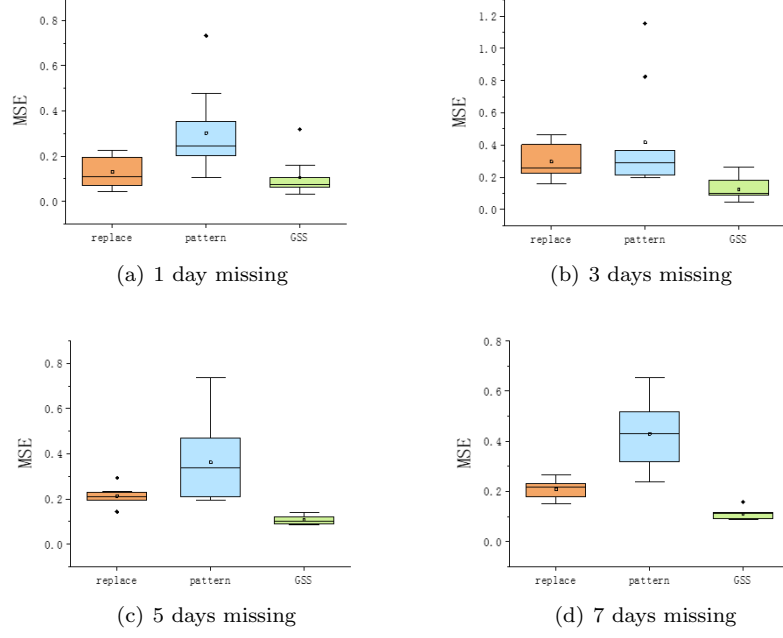 MSE
0.8
0.6
0.4
0.2
0.0
replace pattern GSS
(a) 1 day missing
MSE
1.2
1.0
0.8
0.6
0.4
0.2
0.0
replace pattern GSS
(b) 3 days missing
MSE
0.8
0.6
0.4
0.2
0.0
replace pattern GSS
(c) 5 days missing
MSE
0.8
0.6
0.4
0.2
0.0
replace pattern GSS
(d) 7 days missing